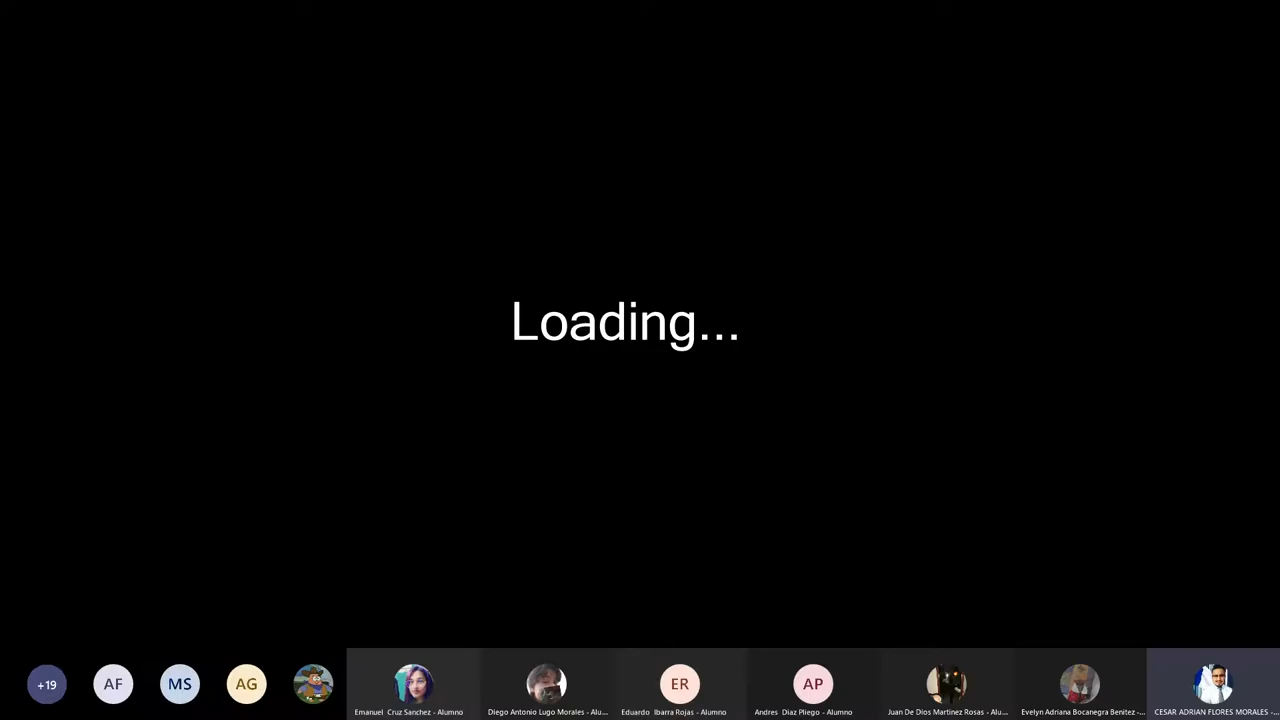 Loading...
+19
AF
MS
AG
ER
AP
Emanuel Cruz Sanchez - Alumno
Diego Antonio Lugo Morales - Alu...
Eduardo Ibarra Rojas - Alumno
Andres Diaz Pliego - Alumno
Juan De Dios Martinez Rosas - Alu...
Evelyn Adriana Bocanegra Benitez -...
CESAR ADRIAN FLORES MORALES -...